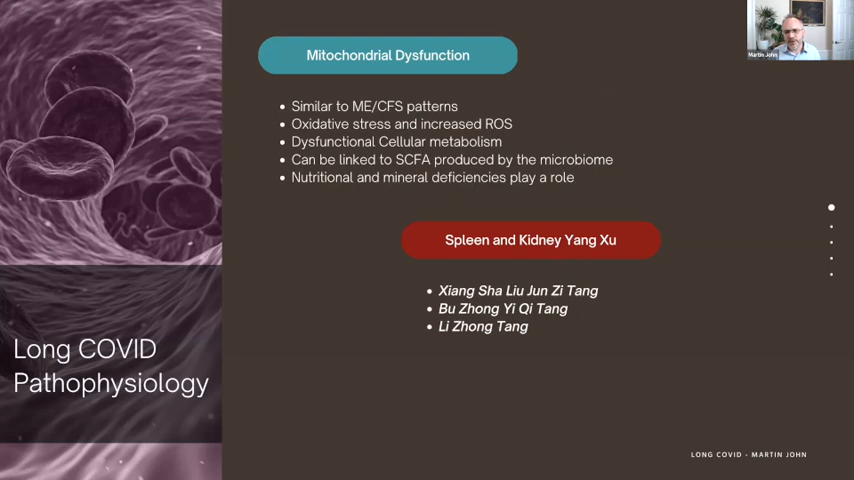 Mitochondrial Dysfunction
Martin John
• Similar to ME/CFS patterns
• Oxidative stress and increased ROS
• Dysfunctional Cellular metabolism
• Can be linked to SCFA produced by the microbiome
• Nutritional and mineral deficiencies play a role
Spleen and Kidney Yang Xu
• Xiang Sha Liu Jun Zi Tang
• Bu Zhong Yi Qi Tang
• Li Zhong Tang
Long COVID
Pathophysiology
LONG COVID - MARTIN JOHN